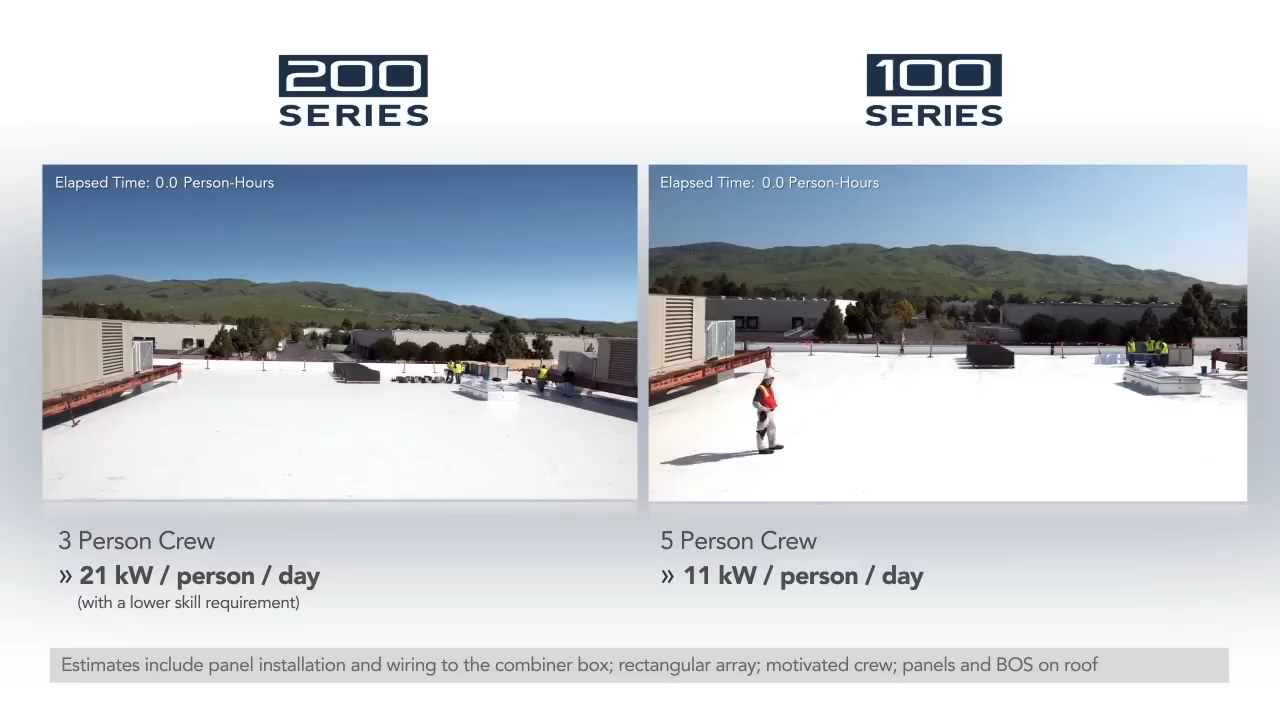 200
SERIES
100
SERIES
Elapsed Time: 0.0 Person-Hours
Elapsed Time: 0.0 Person-Hours
3 Person Crew
» 21 kW / person / day
(with a lower skill requirement)
5 Person Crew
» 11 kW / person / day
Estimates include panel installation and wiring to the combiner box; rectangular array; motivated crew; panels and BOS on roof